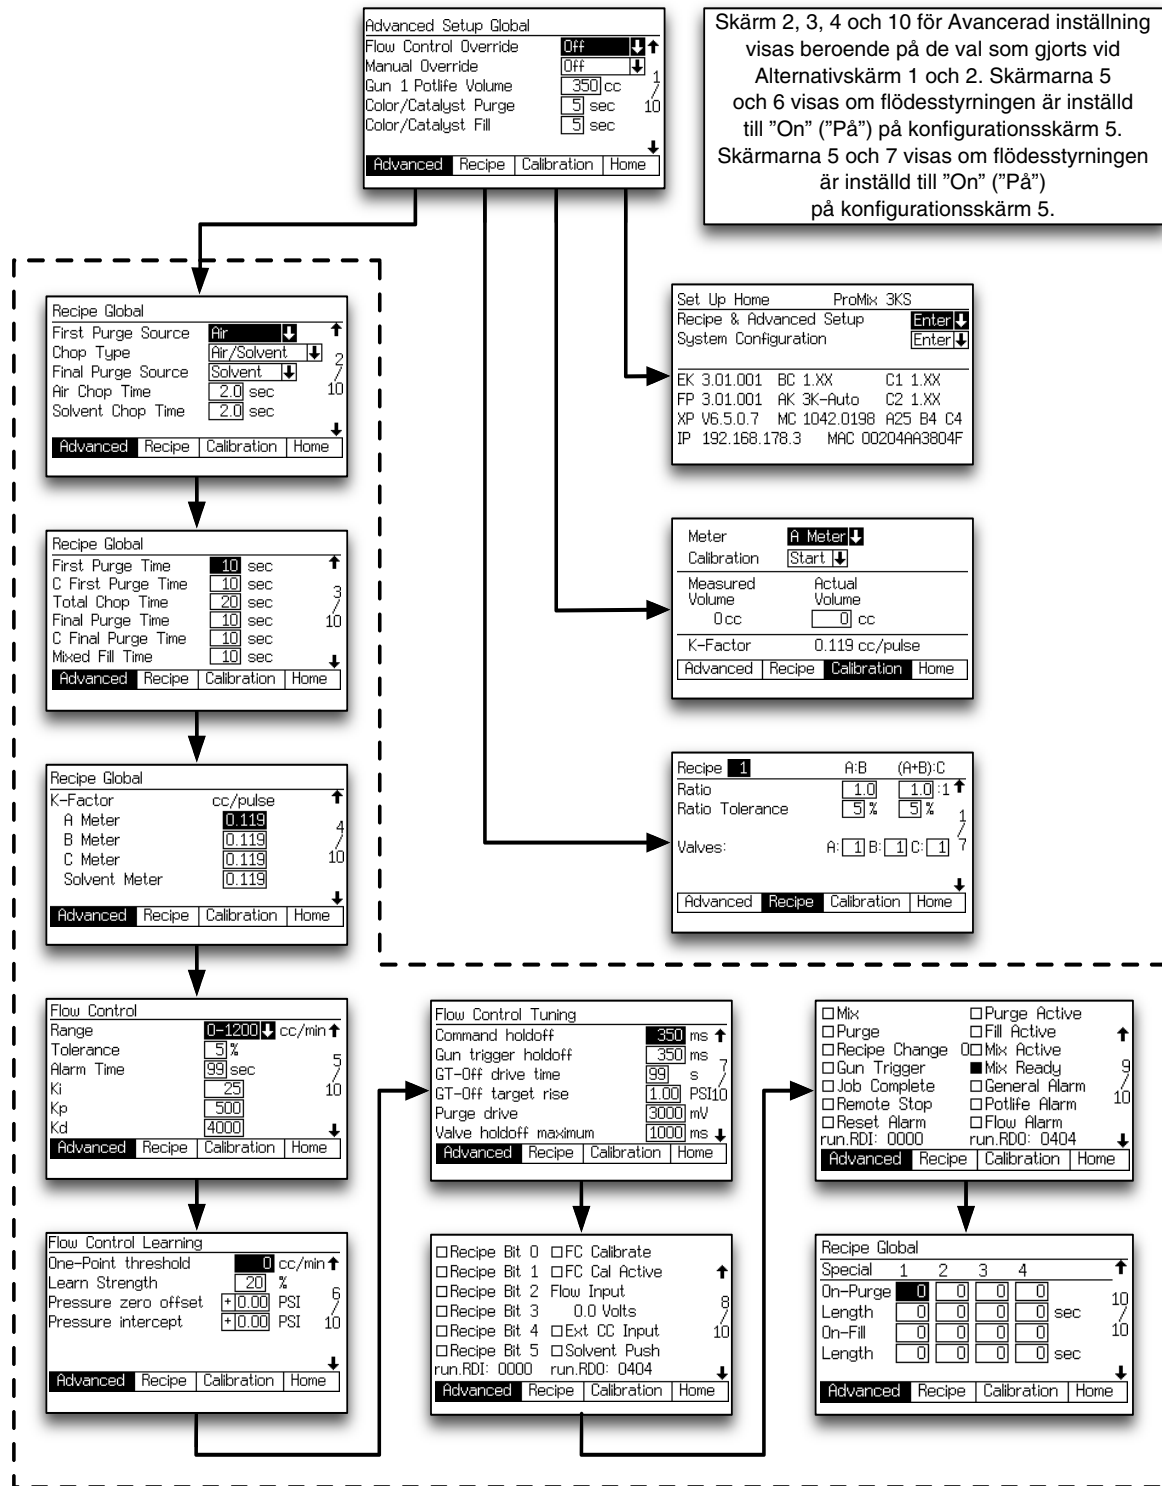 Advanced Setup Global
Flow Control Override Off
Manual Override Off
Gun 1 Potlife Volume 350 cc
Color/Catalyst Purge 5 sec
Color/Catalyst Fill 5 sec
1/10
Advanced Recipe Calibration Home
Skärm 2, 3, 4 och 10 för Avancerad inställning
visas beroende på de val som gjorts vid
Alternativskärm 1 och 2. Skärmarna 5
och 6 visas om flödesstyrningen är inställd
till ”On” (”På”) på konfigurationsskärm 5.
Skärmarna 5 och 7 visas om flödesstyrningen
är inställd till ”On” (”På”)
på konfigurationsskärm 5.
Recipe Global
First Purge Source Air
Chop Type Air/Solvent
Final Purge Source Solvent
Air Chop Time 2.0 sec
Solvent Chop Time 2.0 sec
2/10
Advanced Recipe Calibration Home
Set Up Home ProMix 3KS
Recipe & Advanced Setup Enter
System Configuration Enter
EK 3.01.001 BC 1.XX C1 1.XX
FP 3.01.001 AK 3K-Auto C2 1.XX
XP V6.5.0.7 MC 1042.0198 A25 B4 C4
IP 192.168.178.3 MAC 00204AA3804F
Recipe Global
First Purge Time 10 sec
C First Purge Time 10 sec
Total Chop Time 20 sec
Final Purge Time 10 sec
C Final Purge Time 10 sec
Mixed Fill Time 10 sec
3/10
Advanced Recipe Calibration Home
Meter A Meter
Calibration Start
Measured Actual
Volume Volume
0 cc 0 cc
K-Factor 0.119 cc/pulse
Advanced Recipe Calibration Home
Recipe Global
K-Factor cc/pulse
A Meter 0.119
B Meter 0.119
C Meter 0.119
Solvent Meter 0.119
4/10
Advanced Recipe Calibration Home
Recipe 1 A:B (A+B):C
Ratio 1.0 1.0 :1
Ratio Tolerance 5 % 5 %
Valves: A: 1 B: 1 C: 1
1/7
Advanced Recipe Calibration Home
Flow Control
Range 0-1200 cc/min
Tolerance 5 %
Alarm Time 99 sec
Ki 25
Kp 500
Kd 4000
5/10
Advanced Recipe Calibration Home
Flow Control Tuning
Command holdoff 350 ms
Gun trigger holdoff 350 ms
GT-Off drive time 99 s
GT-Off target rise 1.00 PSI
Purge drive 3000 mV
Valve holdoff maximum 1000 ms
7/10
Advanced Recipe Calibration Home
Mix Purge Active
Purge Fill Active
Recipe Change 0 Mix Active
Gun Trigger Mix Ready
Job Complete General Alarm
Remote Stop Potlife Alarm
Reset Alarm Flow Alarm
run.RDI: 0000 run.RDO: 0404
9/10
Advanced Recipe Calibration Home
Flow Control Learning
One-Point threshold 0 cc/min
Learn Strength 20 %
Pressure zero offset + 0.00 PSI
Pressure intercept + 0.00 PSI
6/10
Advanced Recipe Calibration Home
Recipe Bit 0 FC Calibrate
Recipe Bit 1 FC Cal Active
Recipe Bit 2 Flow Input
Recipe Bit 3 0.0 Volts
Recipe Bit 4 Ext CC Input
Recipe Bit 5 Solvent Push
run.RDI: 0000 run.RDO: 0404
8/10
Advanced Recipe Calibration Home
Recipe Global
Special 1 2 3 4
On-Purge 0 0 0 0
Length 0 0 0 0 sec
On-Fill 0 0 0 0
Length 0 0 0 0 sec
10/10
Advanced Recipe Calibration Home